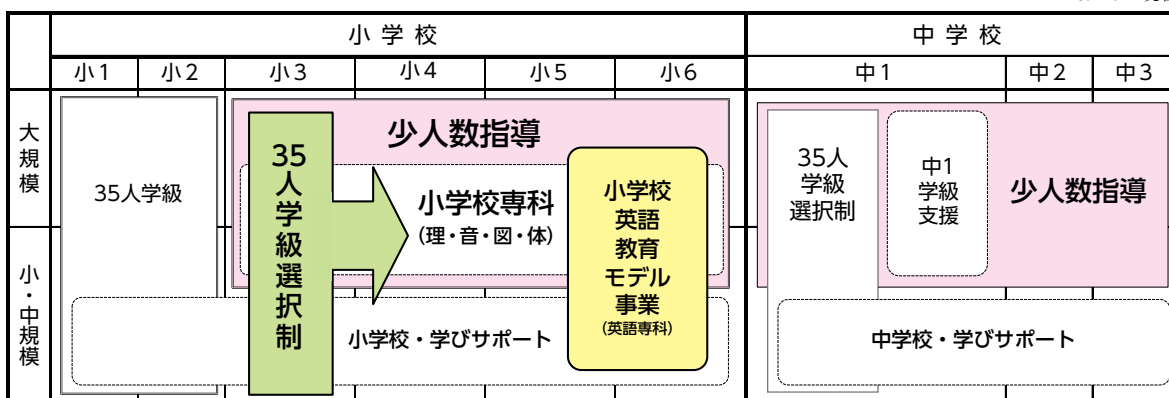 小学校
中学校
小1
小2
小3
小4
小5
小6
中1
中2
中3
大規模
小・中規模
35人学級
35人学級選択制
少人数指導
小学校専科
(理・音・図・体)
小学校
英語
教育
モデル
事業
(英語専科)
小学校・学びサポート
35人
学級
選択制
中1
学級
支援
少人数指導
中学校・学びサポート